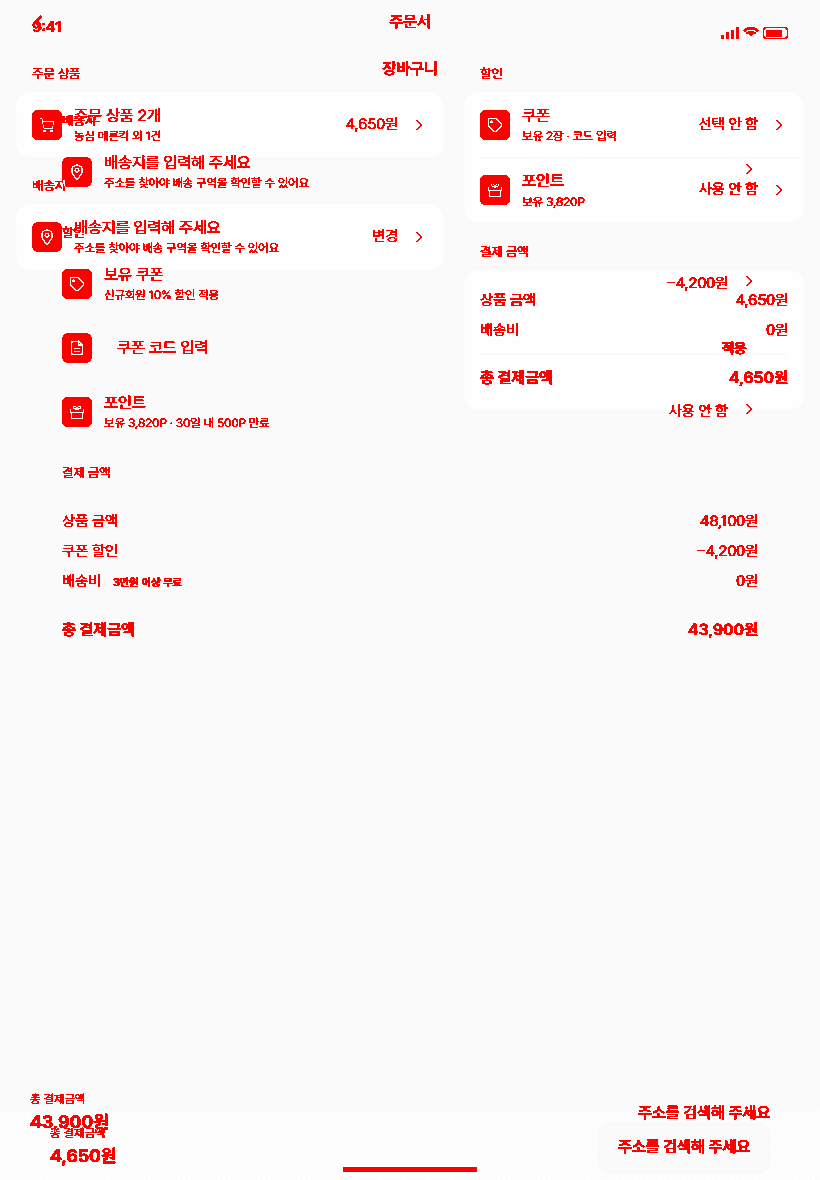 9:41
주문서
장바구니
주문 상품
배송지
주문 상품 2개
농심 메론킥 외 1건
4,650원
배송지를 입력해 주세요
주소를 찾아야 배송 구역을 확인할 수 있어요
배송지
할인
배송지를 입력해 주세요
주소를 찾아야 배송 구역을 확인할 수 있어요
변경
보유 쿠폰
신규회원 10% 할인 적용
−4,200원
쿠폰 코드 입력
적용
포인트
보유 3,820P · 30일 내 500P 만료
사용 안 함
할인
쿠폰
보유 2장 · 코드 입력
선택 안 함
포인트
보유 3,820P
사용 안 함
결제 금액
상품 금액
4,650원
배송비
0원
총 결제금액
4,650원
결제 금액
상품 금액
48,100원
쿠폰 할인
−4,200원
배송비 3만원 이상 무료
0원
총 결제금액
43,900원
총 결제금액
43,900원
주소를 검색해 주세요
총 결제금액
4,650원
주소를 검색해 주세요